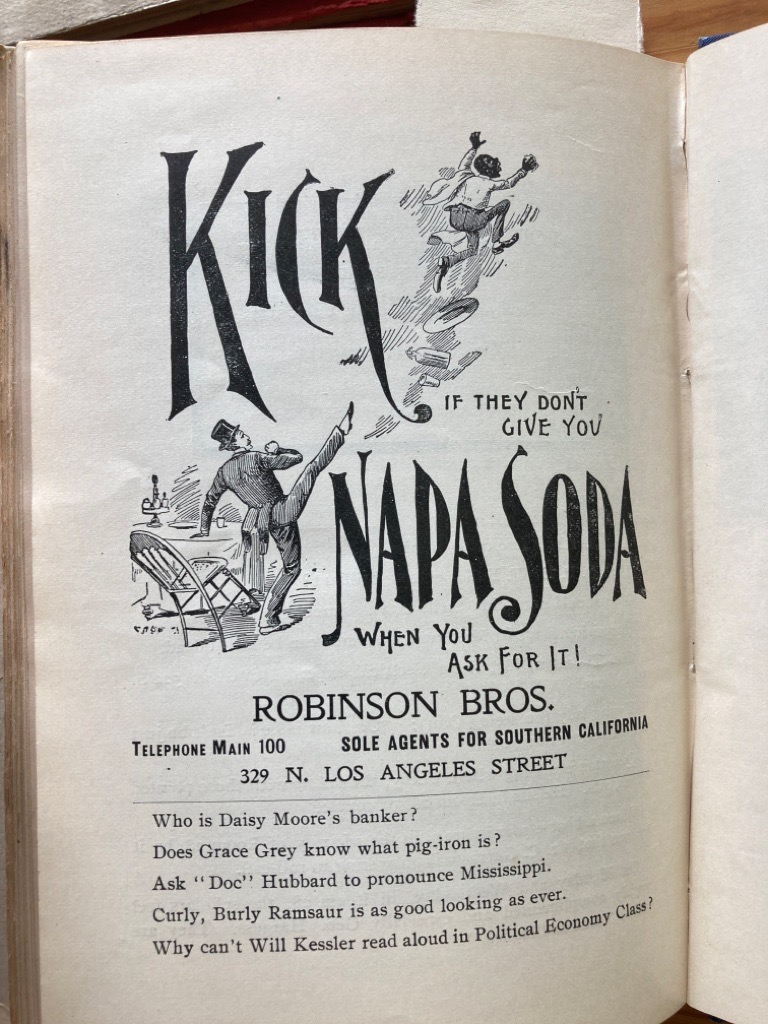 KICK
IF THEY DON'T
GIVE YOU
NAPA SODA
WHEN YOU
ASK FOR IT!
ROBINSON BROS.
TELEPHONE MAIN 100 SOLE AGENTS FOR SOUTHERN CALIFORNIA
329 N. LOS ANGELES STREET
Who is Daisy Moore's banker?
Does Grace Grey know what pig-iron is?
Ask "Doc" Hubbard to pronounce Mississippi.
Curly, Burly Ramsaur is as good looking as ever.
Why can't Will Kessler read aloud in Political Economy Class?